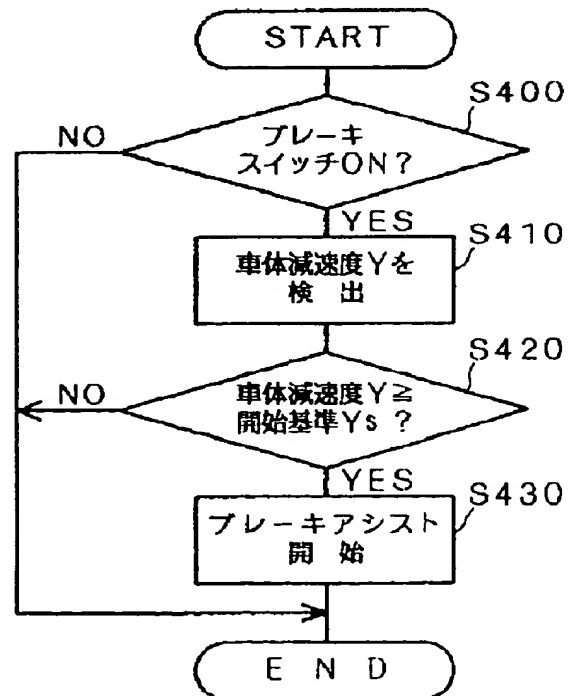 START
S400
NO
ブレーキ
スイッチON?
YES
S410
車体減速度Yを
検 出
S420
NO
車体減速度Y≧
開始基準Ys ?
YES
S430
ブレーキアシスト
開 始
E N D